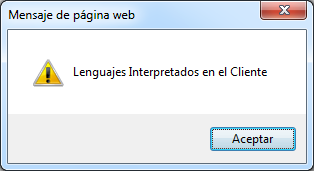 Mensaje de página web
Lenguajes Interpretados en el Cliente
Aceptar